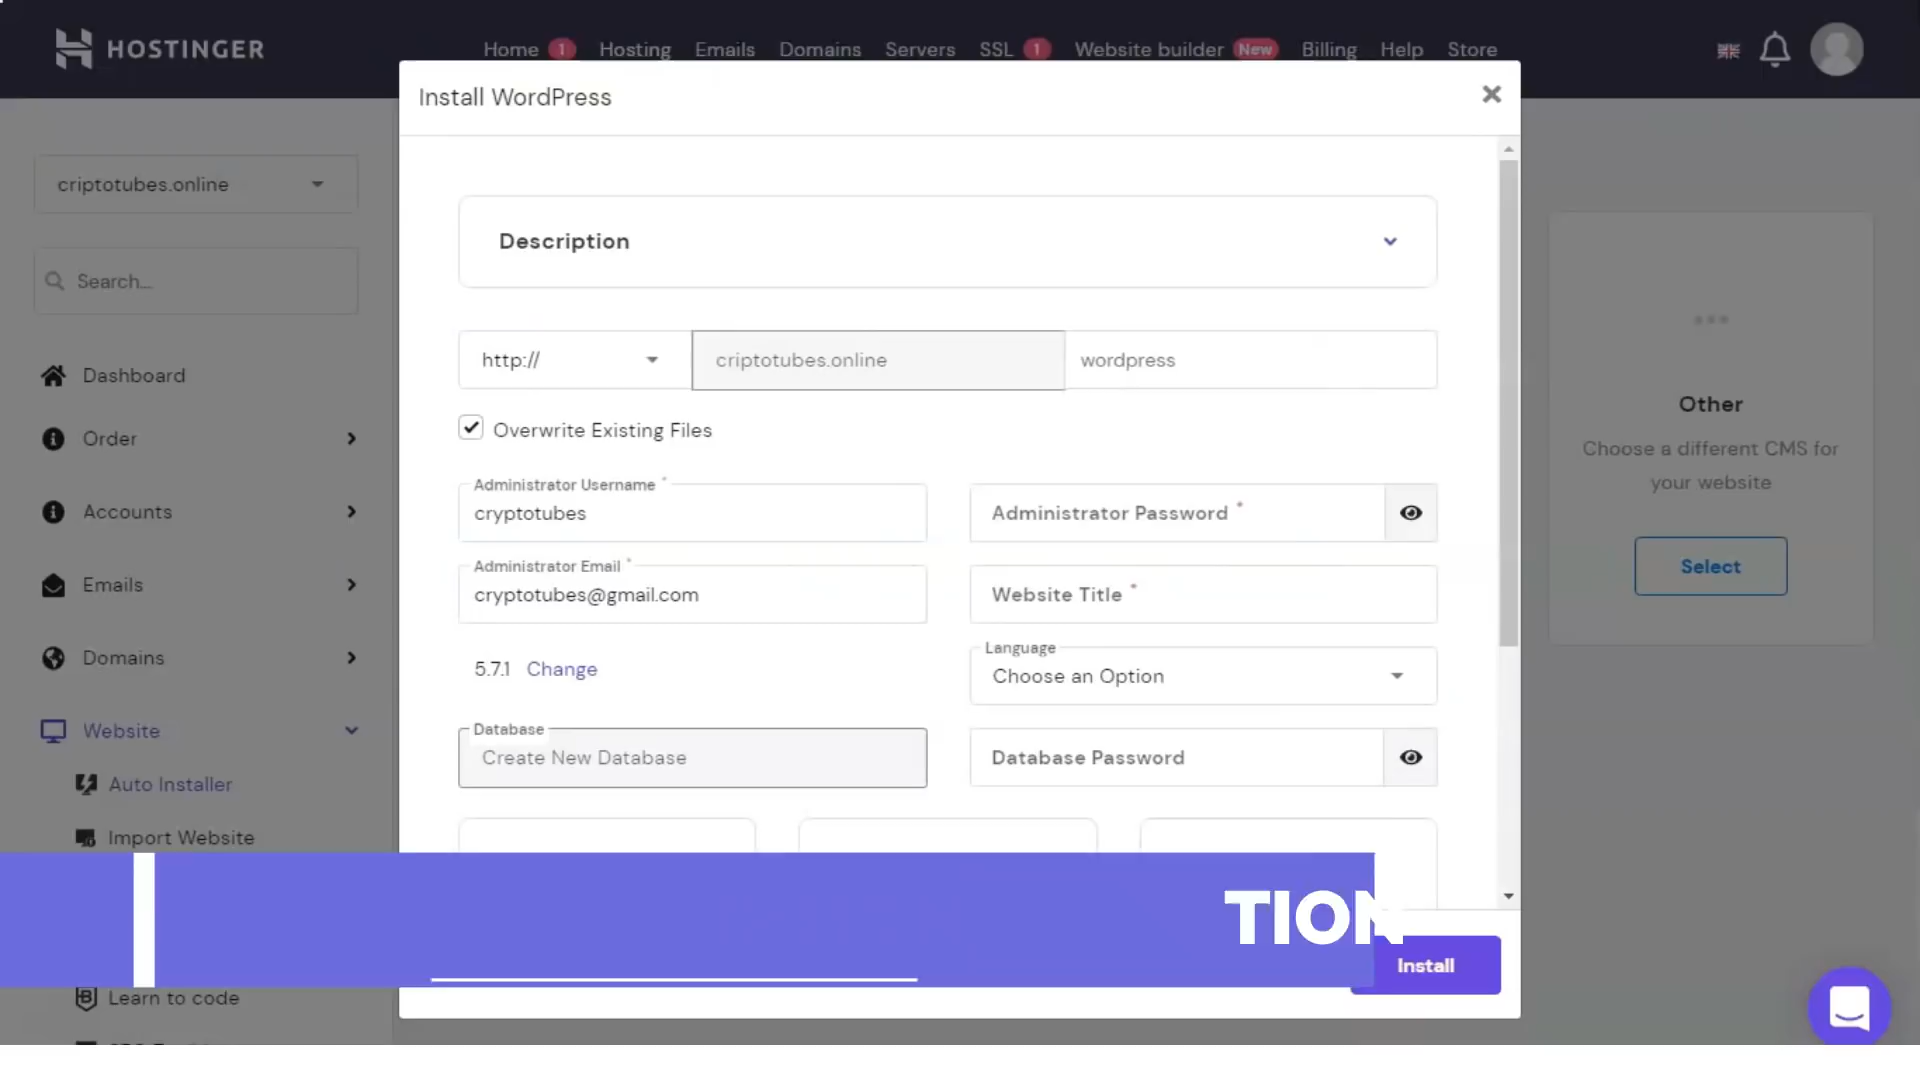 HOSTINGER
Home 1 Hosting Emails Domains Servers SSL 1 Website builder New Billing Help Store
Install WordPress
criptotubes.online
Search...
Dashboard
Order
Accounts
Emails
Domains
Website
Auto Installer
Import Website
Learn to code
Description
http:// criptotubes.online wordpress
Overwrite Existing Files
Administrator Username *
cryptotubes
Administrator Password *
Administrator Email *
cryptotubes@gmail.com
Website Title *
5.7.1 Change
Language
Choose an Option
Database
Create New Database
Database Password
TION
Install
Other
Choose a different CMS for
your website
Select